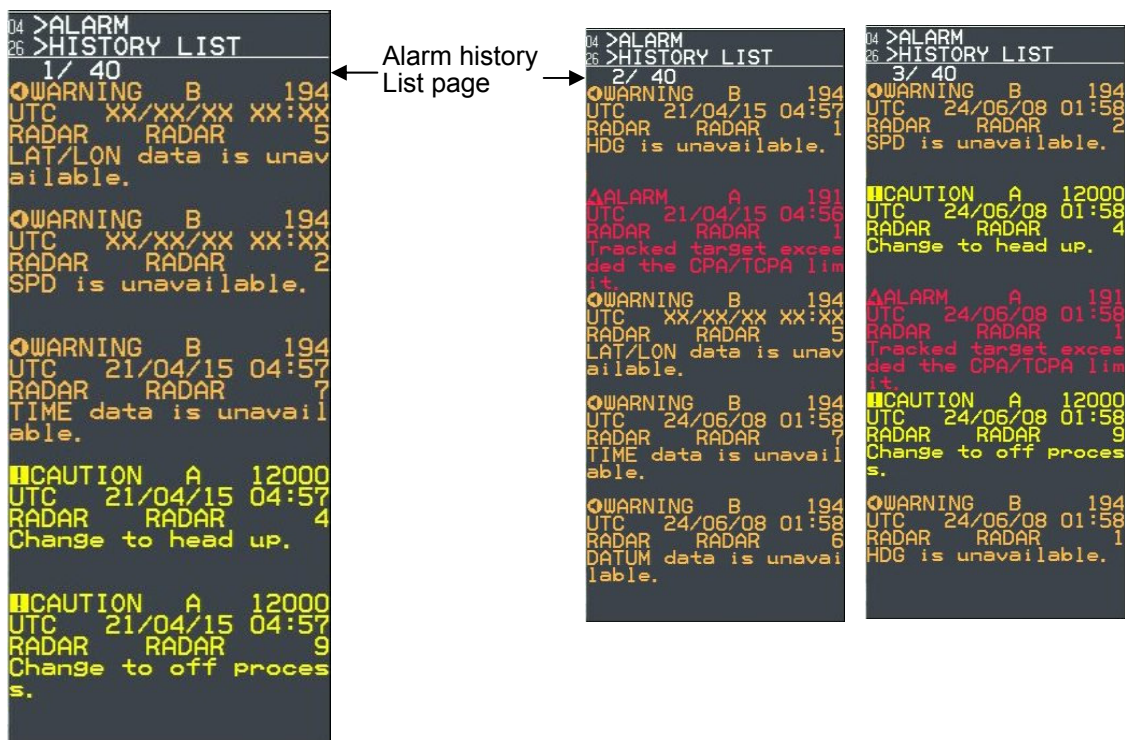 04 >ALARM
26 >HISTORY LIST
1/ 40
WARNING B 194
UTC XX/XX/XX XX:XX
RADAR RADAR 5
LAT/LON data is unav
ailable.
WARNING B 194
UTC XX/XX/XX XX:XX
RADAR RADAR 2
SPD is unavailable.
WARNING B 194
UTC 21/04/15 04:57
RADAR RADAR 7
TIME data is unavail
able.
!CAUTION A 12000
UTC 21/04/15 04:57
RADAR RADAR 4
Change to head up.
!CAUTION A 12000
UTC 21/04/15 04:57
RADAR RADAR 9
Change to off proces
s.
Alarm history
List page
04 >ALARM
26 >HISTORY LIST
2/ 40
WARNING B 194
UTC 21/04/15 04:57
RADAR RADAR 1
HDG is unavailable.
ALARM A 191
UTC 21/04/15 04:56
RADAR RADAR 1
Tracked target excee
ded the CPA/TCPA lim
it.
WARNING B 194
UTC XX/XX/XX XX:XX
RADAR RADAR 5
LAT/LON data is unav
ailable.
WARNING B 194
UTC 24/06/08 01:58
RADAR RADAR 7
TIME data is unavail
able.
WARNING B 194
UTC 24/06/08 01:58
RADAR RADAR 6
DATUM data is unavai
lable.
04 >ALARM
26 >HISTORY LIST
3/ 40
WARNING B 194
UTC 24/06/08 01:58
RADAR RADAR 2
SPD is unavailable.
!CAUTION A 12000
UTC 24/06/08 01:58
RADAR RADAR 4
Change to head up.
ALARM A 191
UTC 24/06/08 01:58
RADAR RADAR 1
Tracked target excee
ded the CPA/TCPA lim
it.
!CAUTION A 12000
UTC 24/06/08 01:58
RADAR RADAR 9
Change to off proces
s.
WARNING B 194
UTC 24/06/08 01:58
RADAR RADAR 1
HDG is unavailable.